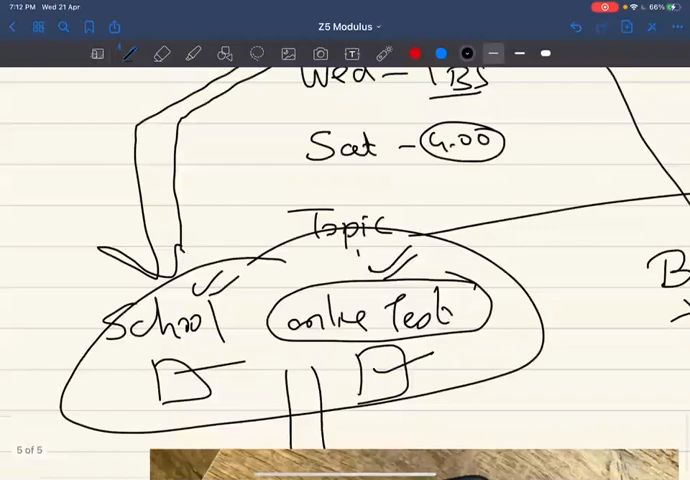 7:12 PM Wed 21 Apr
66%
Z5 Modulus
Wed - TBS
Sat - 4.00
Topic
School
online Test
B
5 of 5